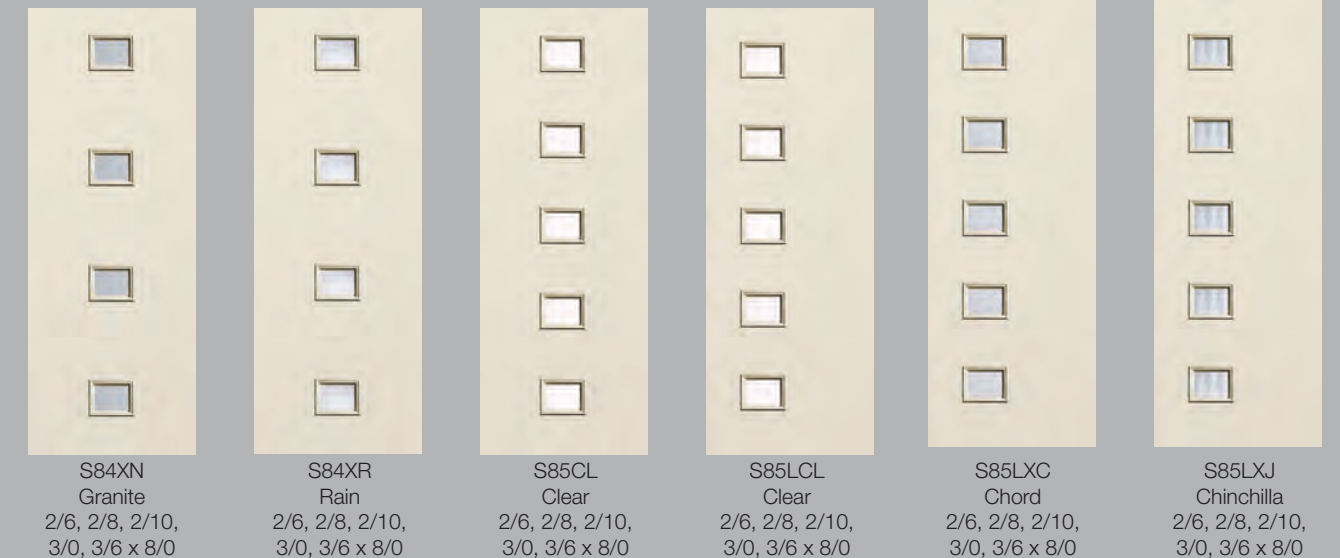 S84XN
Granite
2/6, 2/8, 2/10,
3/0, 3/6 x 8/0
S84XR
Rain
2/6, 2/8, 2/10,
3/0, 3/6 x 8/0
S85CL
Clear
2/6, 2/8, 2/10,
3/0, 3/6 x 8/0
S85LCL
Clear
2/6, 2/8, 2/10,
3/0, 3/6 x 8/0
S85LXC
Chord
2/6, 2/8, 2/10,
3/0, 3/6 x 8/0
S85LXJ
Chinchilla
2/6, 2/8, 2/10,
3/0, 3/6 x 8/0